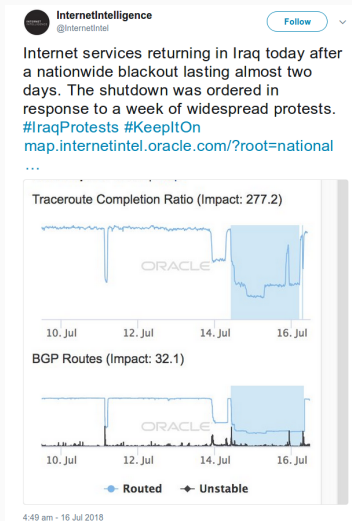 InternetIntelligence
@InternetIntel
Follow
Internet services returning in Iraq today after
a nationwide blackout lasting almost two
days. The shutdown was ordered in
response to a week of widespread protests.
#IraqProtests #KeepItOn
map.internetintel.oracle.com/?root=national
…
Traceroute Completion Ratio (Impact: 277.2)
ORACLE
10. Jul 12. Jul 14. Jul 16. Jul
BGP Routes (Impact: 32.1)
ORACLE
10. Jul 12. Jul 14. Jul 16. Jul
Routed Unstable
4:49 am - 16 Jul 2018